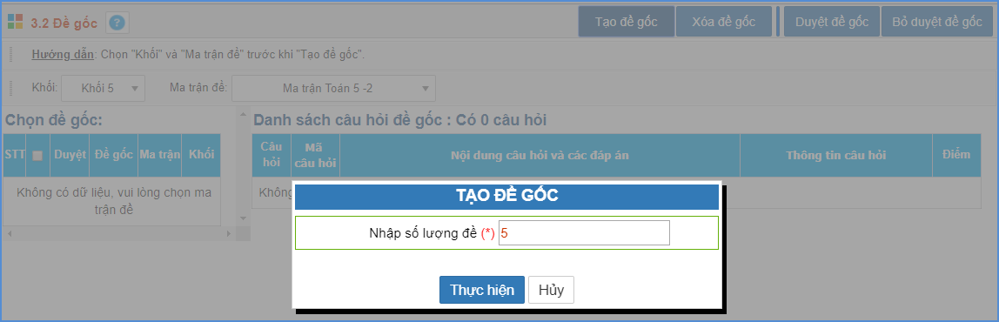 3.2 Đề gốc ?
Tạo đề gốc Xóa đề gốc Duyệt đề gốc Bỏ duyệt đề gốc
Hướng dẫn: Chọn "Khối" và "Ma trận đề" trước khi "Tạo đề gốc".
Khối: Khối 5 Ma trận đề: Ma trận Toán 5 -2
Chọn đề gốc:
STT Duyệt Đề gốc Ma trận Khối
Không có dữ liệu, vui lòng chọn ma
trận đề
Danh sách câu hỏi đề gốc : Có 0 câu hỏi
Câu
hỏi
Mã
câu hỏi
Nội dung câu hỏi và các đáp án
Thông tin câu hỏi
Điểm
Không
TẠO ĐỀ GỐC
Nhập số lượng đề (*) 5
Thực hiện Hủy